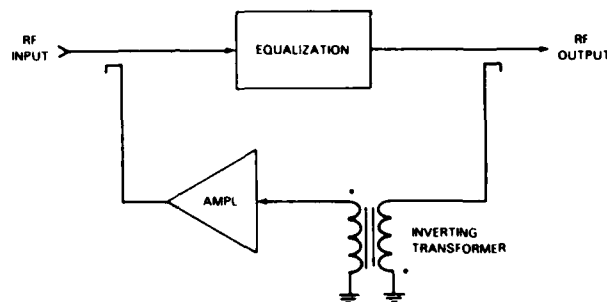 RF
INPUT
EQUALIZATION
RF
OUTPUT
AMPL
INVERTING
TRANSFORMER